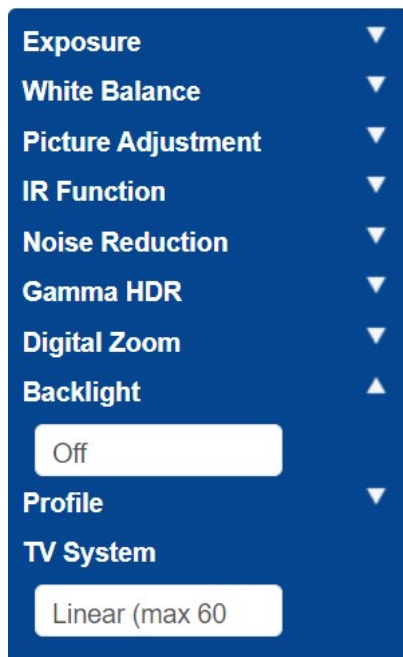 Exposure
White Balance
Picture Adjustment
IR Function
Noise Reduction
Gamma HDR
Digital Zoom
Backlight
Off
Profile
TV System
Linear (max 60